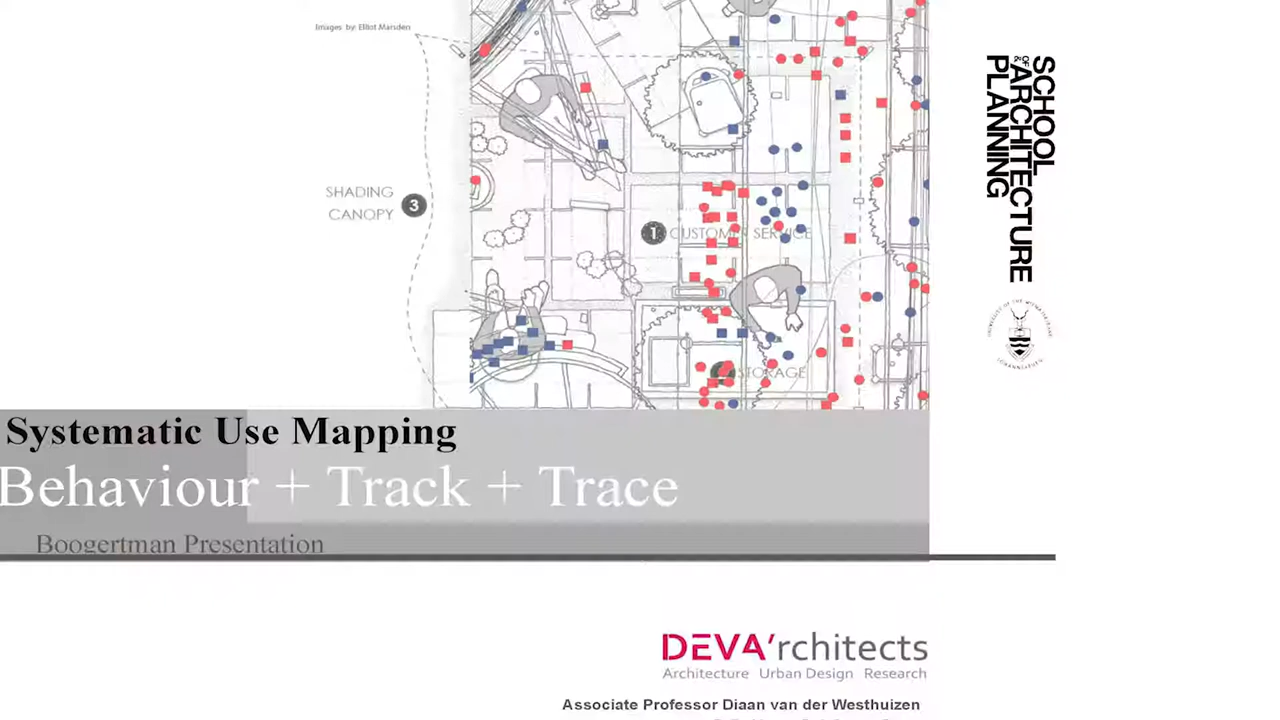 Images by: Elliot Marsden
SHADING
CANOPY
3
1 CUSTOMER SERVICE
STORAGE
SCHOOL
OF ARCHITECTURE
& PLANNING
Systematic Use Mapping
Behaviour + Track + Trace
Boogertman Presentation
DEVA'rchitects
Architecture Urban Design Research
Associate Professor Diaan van der Westhuizen